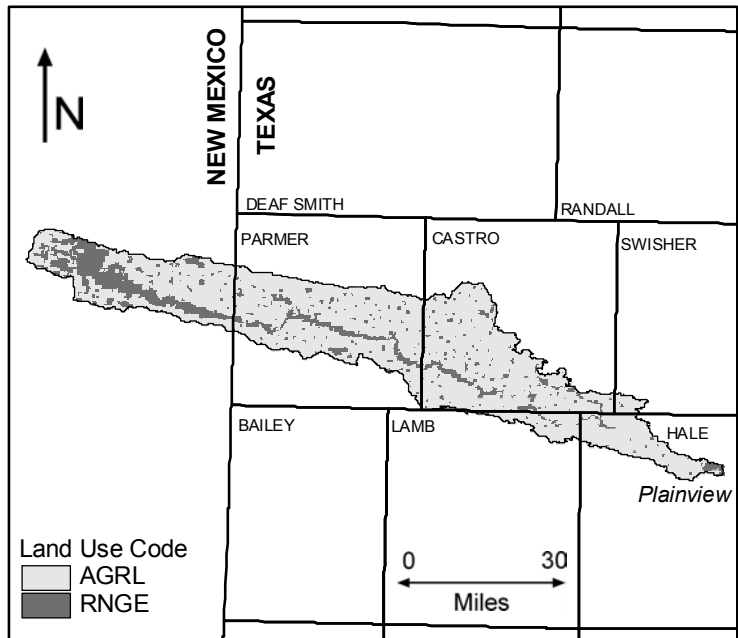 N
NEW MEXICO
TEXAS
DEAF SMITH
RANDALL
PARMER
CASTRO
SWISHER
BAILEY
LAMB
HALE
Plainview
Land Use Code
AGRL
RNGE
0 30
Miles